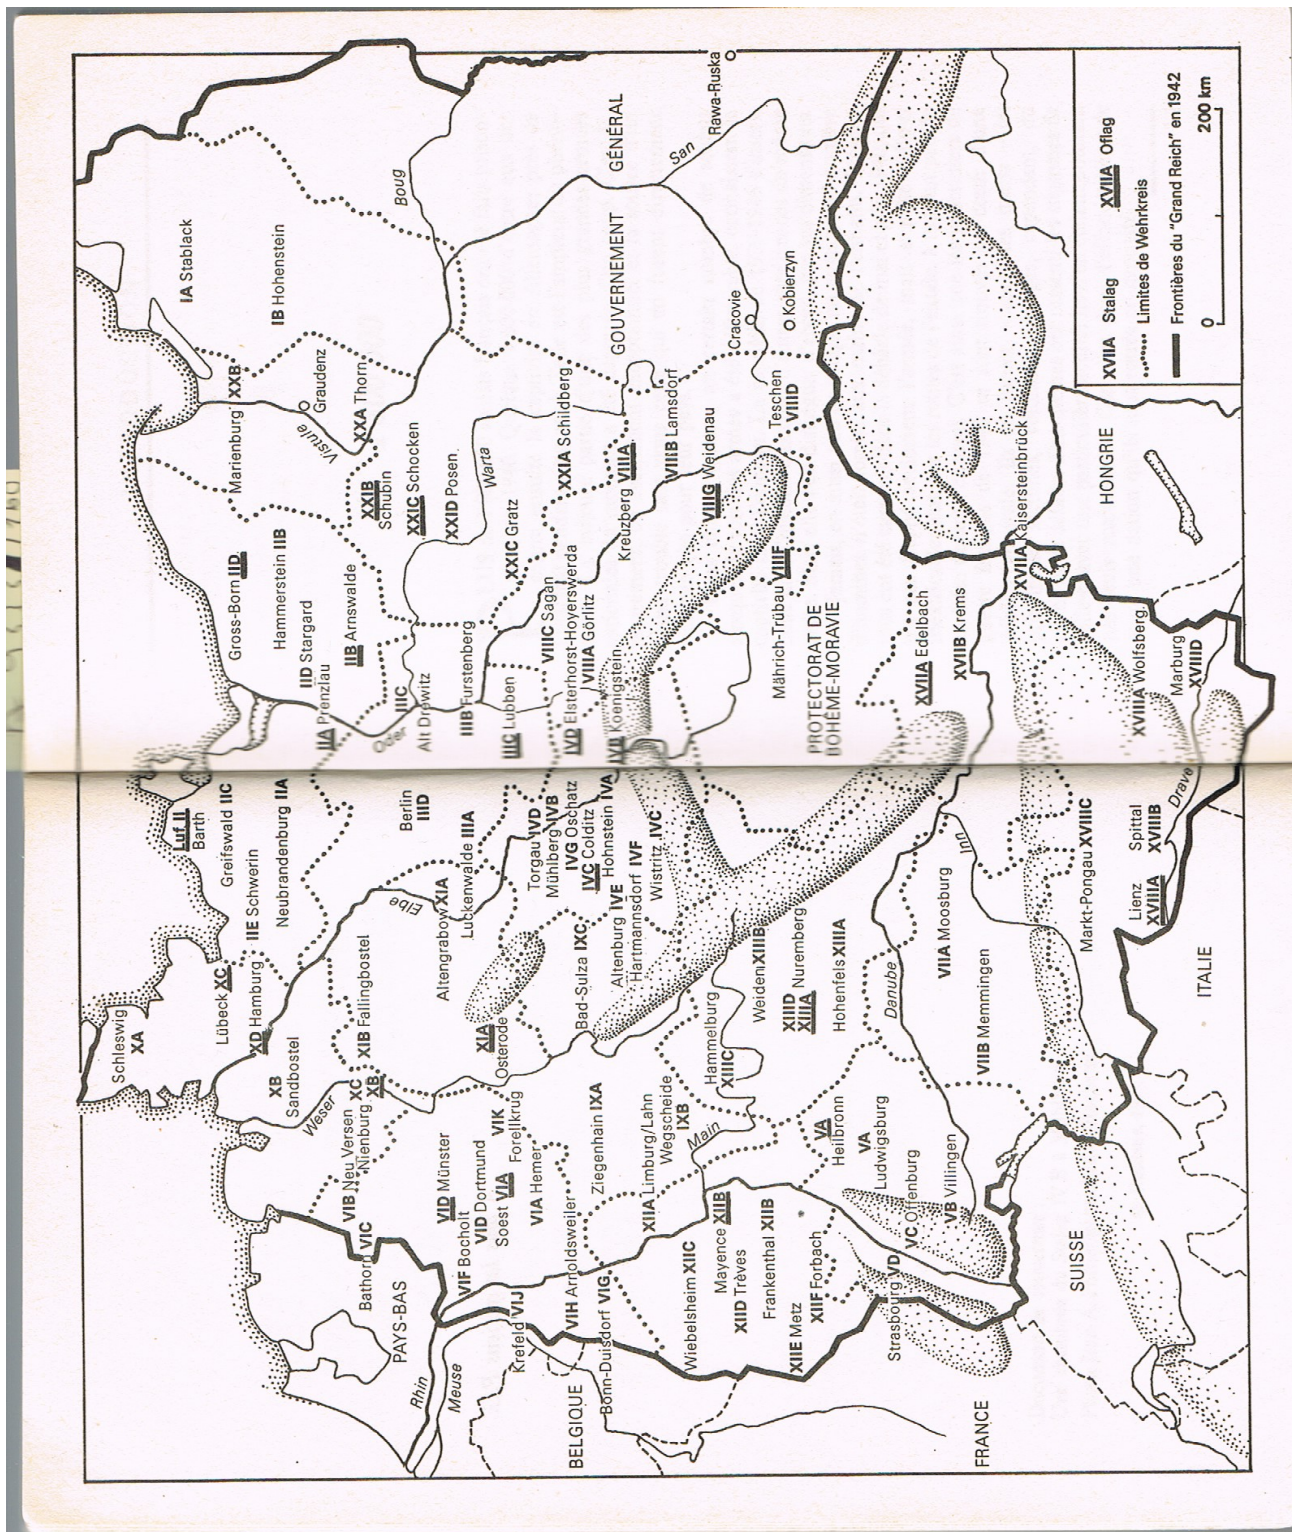 Schleswig
XA
Lübeck XC
XD Hamburg
XB
Sandbostel
Weser
IIE Schwerin
Luf II
Barth
Greifswald IIC
Neubrandenburg IIA
Gross-Born IID
Hammerstein IIB
IID Stargard
IIB Arnswalde
IIA Prenzlau
Oder
Marienburg XXB
Graudenz
Vistule
XXA Thorn
IA Stablack
IB Hohenstein
Boug
XXIB
Schubin
XXIC Schocken
XXID Posen
Warta
XXIC Gratz
XXIA Schildberg
IIIC
Alt Drewitz
IIIB Furstenberg
IIIC Lubben
Berlin
IIID
Luckenwalde IIIA
Elbe
Altengrabow XIA
XIB Fallingbostel
XC
XB
Nienburg
VIB Neu Versen
Bathorn VIC
PAYS-BAS
Rhin
Meuse
VID Münster
VIF Bocholt
VID Dortmund
Soest VIA
VIK
Forellkrug
VIA Hemer
Krefeld VIJ
VIH Arnoldsweiler
Bonn-Duisdorf VIG
BELGIQUE
XIA
Osterode
Bad-Sulza IXC
Ziegenhain IXA
Wegscheide
IXB
Main
XIIA Limburg/Lahn
Torgau IVD
Mühlberg IVB
IVG Oschatz
IVC Colditz
Hohnstein IVA
Altenburg IVE
Hartmannsdorf IVF
Wistritz IVC
IVD Elsterhorst-Hoyerswerda
IVB Koenigstein
VIIIC Sagan
VIIIA Görlitz
Kreuzberg VIIIA
VIIIB Lamsdorf
VIIIG Weidenau
Teschen
VIIID
Mährich-Trübau VIIIF
PROTECTORAT DE
BOHÊME-MORAVIE
GOUVERNEMENT GÉNÉRAL
San
Rawa-Ruska
Cracovie
Kobierzyn
Wiebelsheim XIIC
Mayence XIIB
XIID Trèves
Frankenthal XIIB
XIIE Metz
XIIF Forbach
Hammelburg
XIIIC
Weiden XIIIB
XIIID
XIIIA Nuremberg
Hohenfels XIIIA
VA
Heilbronn
VA
Ludwigsburg
VC Offenburg
VB Villingen
Strasbourg VD
Danube
VIIA Moosburg
VIIB Memmingen
Inn
XVIIA Edelbach
XVIIB Krems
XVIIA Kaisersteinbrück
Markt-Pongau XVIIIC
Lienz
XVIIIA
Spittal
XVIIIB
Drave
XVIIIA Wolfsberg
Marburg
XVIIID
FRANCE
SUISSE
ITALIE
HONGRIE
XVIIA Stalag
XVIIA Oflag
Limites de Wehrkreis
Frontières du "Grand Reich" en 1942
0 200 km